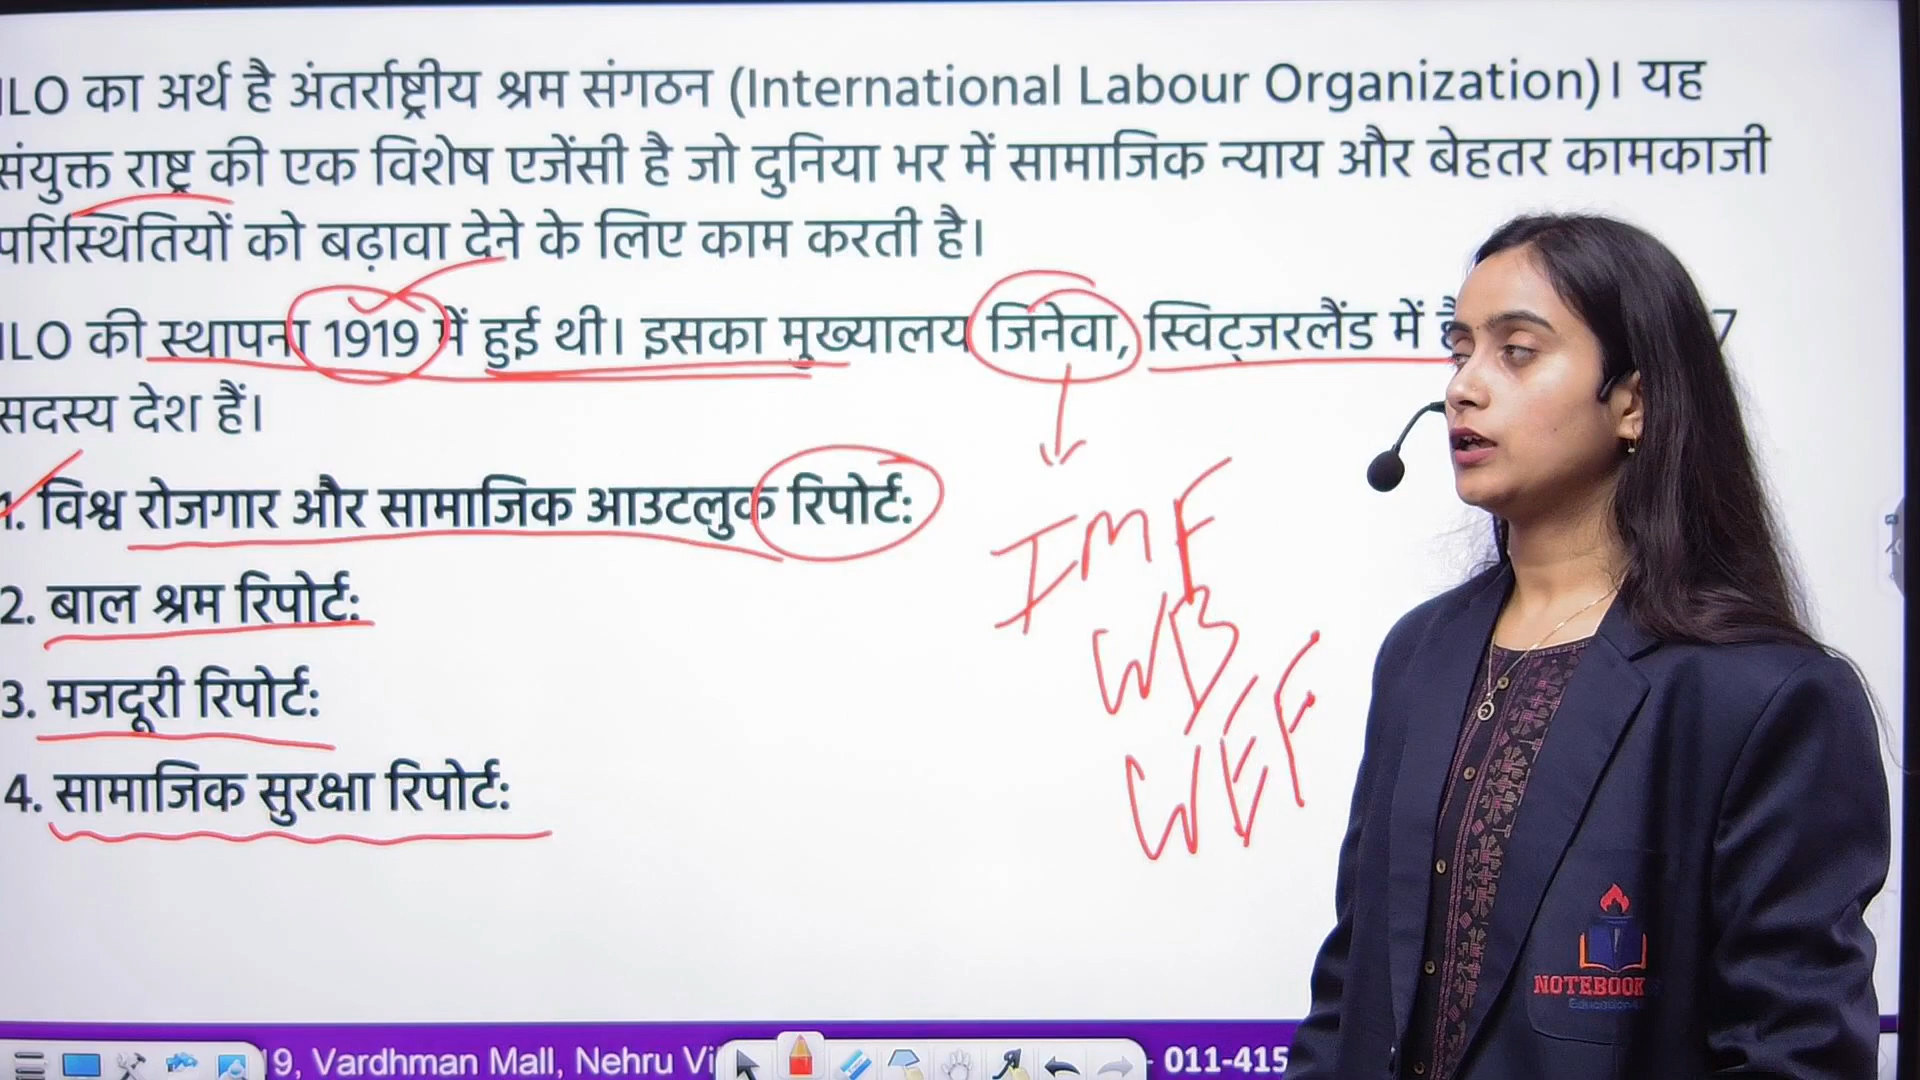 ILO का अर्थ है अंतर्राष्ट्रीय श्रम संगठन (International Labour Organization)। यह
संयुक्त राष्ट्र की एक विशेष एजेंसी है जो दुनिया भर में सामाजिक न्याय और बेहतर कामकाजी
परिस्थितियों को बढ़ावा देने के लिए काम करती है।
ILO की स्थापना 1919 में हुई थी। इसका मुख्यालय जिनेवा, स्विट्जरलैंड में 7
सदस्य देश हैं।
1. विश्व रोजगार और सामाजिक आउटलुक रिपोर्ट:
2. बाल श्रम रिपोर्ट:
3. मजदूरी रिपोर्ट:
4. सामाजिक सुरक्षा रिपोर्ट:
IMF
WB
WEF
NOTEBOOK
Education
9, Vardhman Mall, Nehru Vi
- 011-415